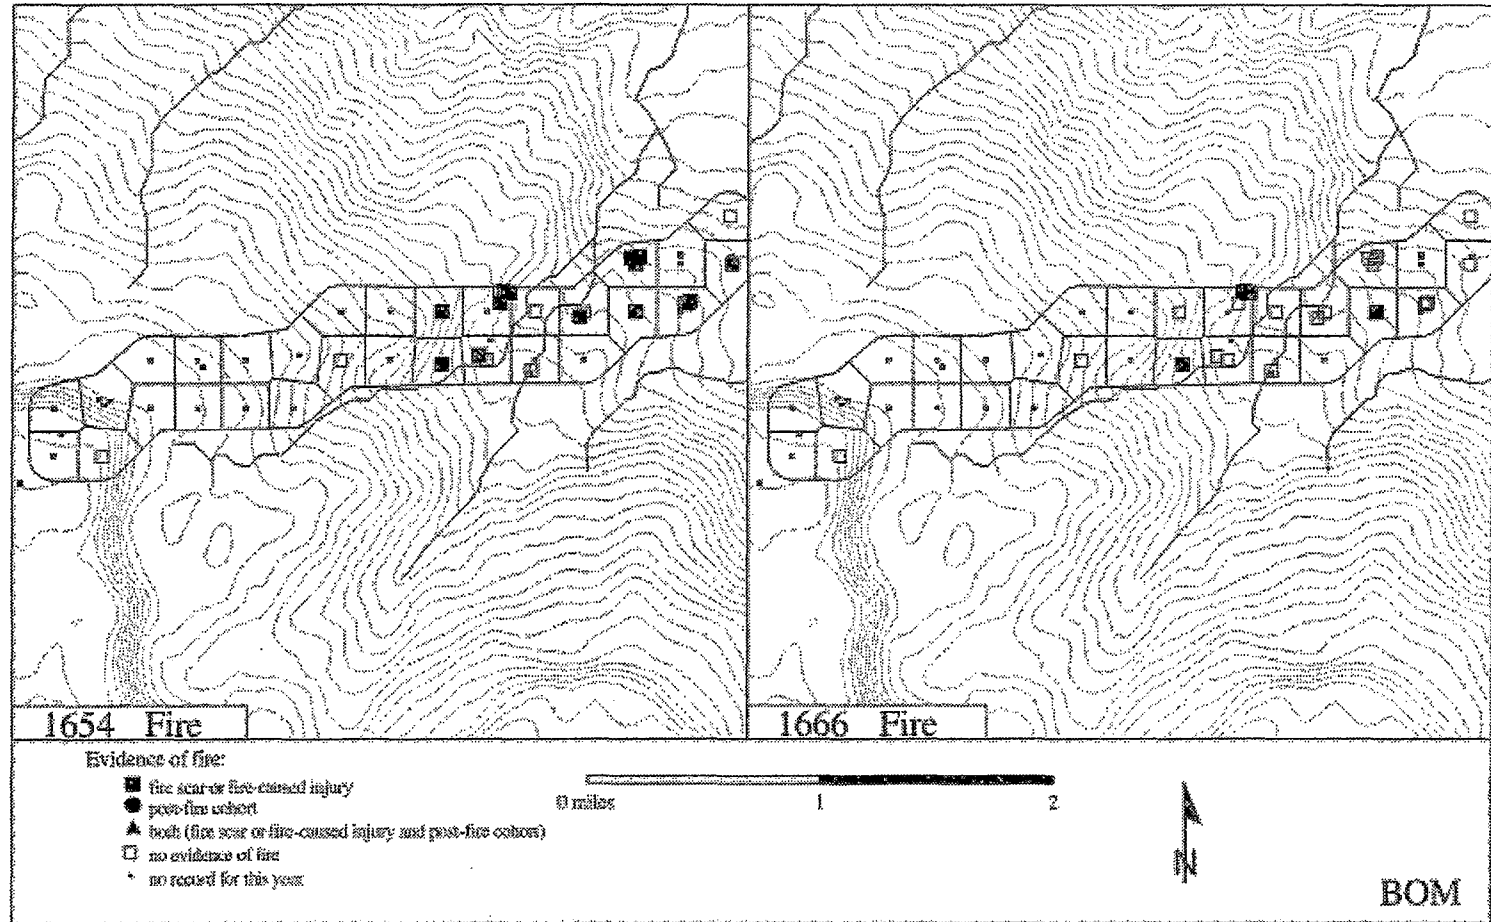 1654 Fire
1666 Fire
Evidence of fire:
fire scar or fire-caused injury
post-fire cohort
both (fire scar or fire-caused injury and post-fire cohort)
no evidence of fire
no record for this year
0 miles 1 2
N
BOM